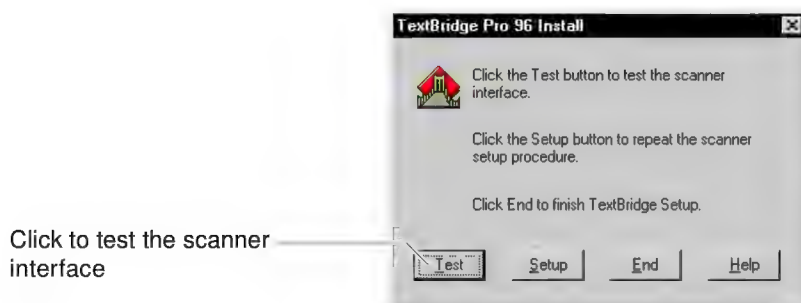 TextBridge Pro 96 Install
Click the Test button to test the scanner
interface.
Click the Setup button to repeat the scanner
setup procedure.
Click End to finish TextBridge Setup.
Click to test the scanner
interface
Test Setup End Help